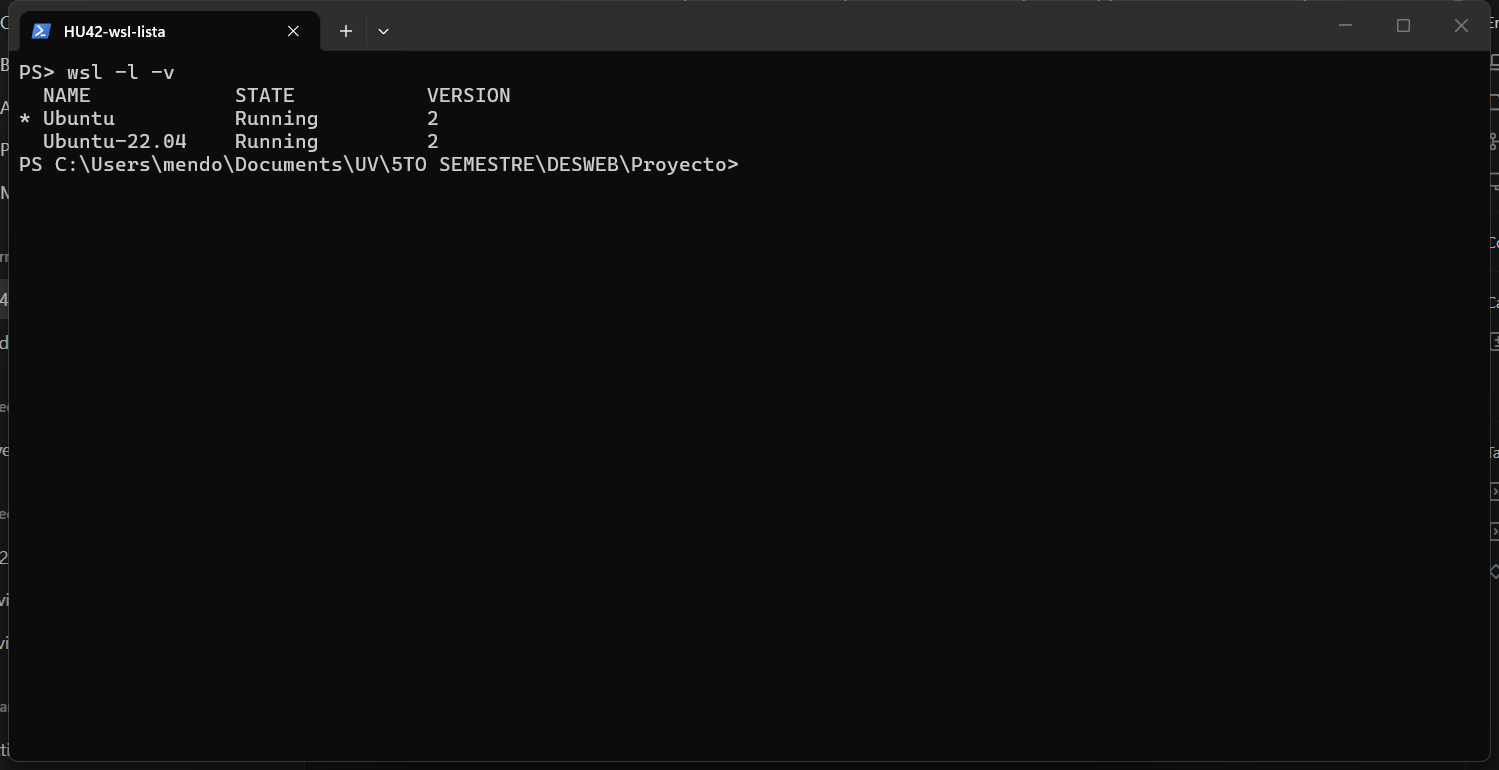 HU42-wsl-lista
PS> wsl -l -v
  NAME            STATE           VERSION
* Ubuntu          Running         2
  Ubuntu-22.04    Running         2
PS C:\Users\mendo\Documents\UV\5TO SEMESTRE\DESWEB\Proyecto>